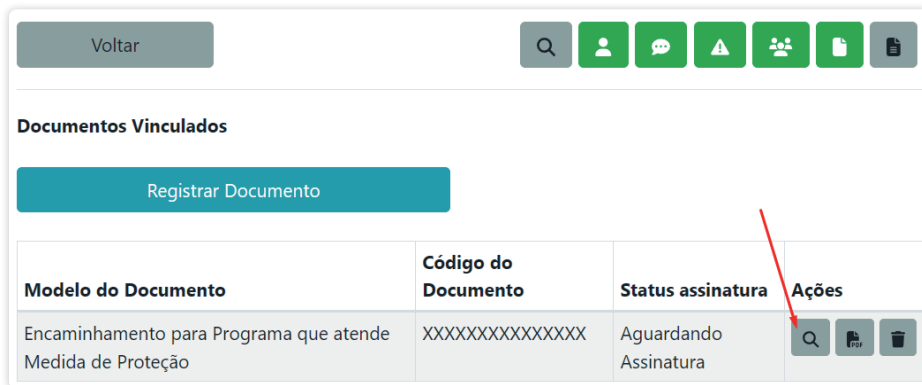 Voltar
Documentos Vinculados
Registrar Documento
Modelo do Documento
Código do
Documento
Status assinatura
Ações
Encaminhamento para Programa que atende
Medida de Proteção
XXXXXXXXXXXXXXX
Aguardando
Assinatura
PDF